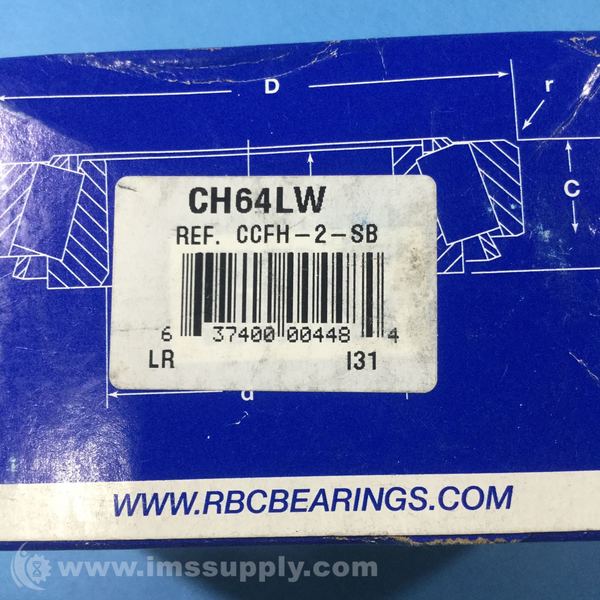 D
r
C
CH64LW
REF. CCFH-2-SB
6 37400 00448 4
LR I31
d
WWW.RBCBEARINGS.COM
© www.imssupply.com